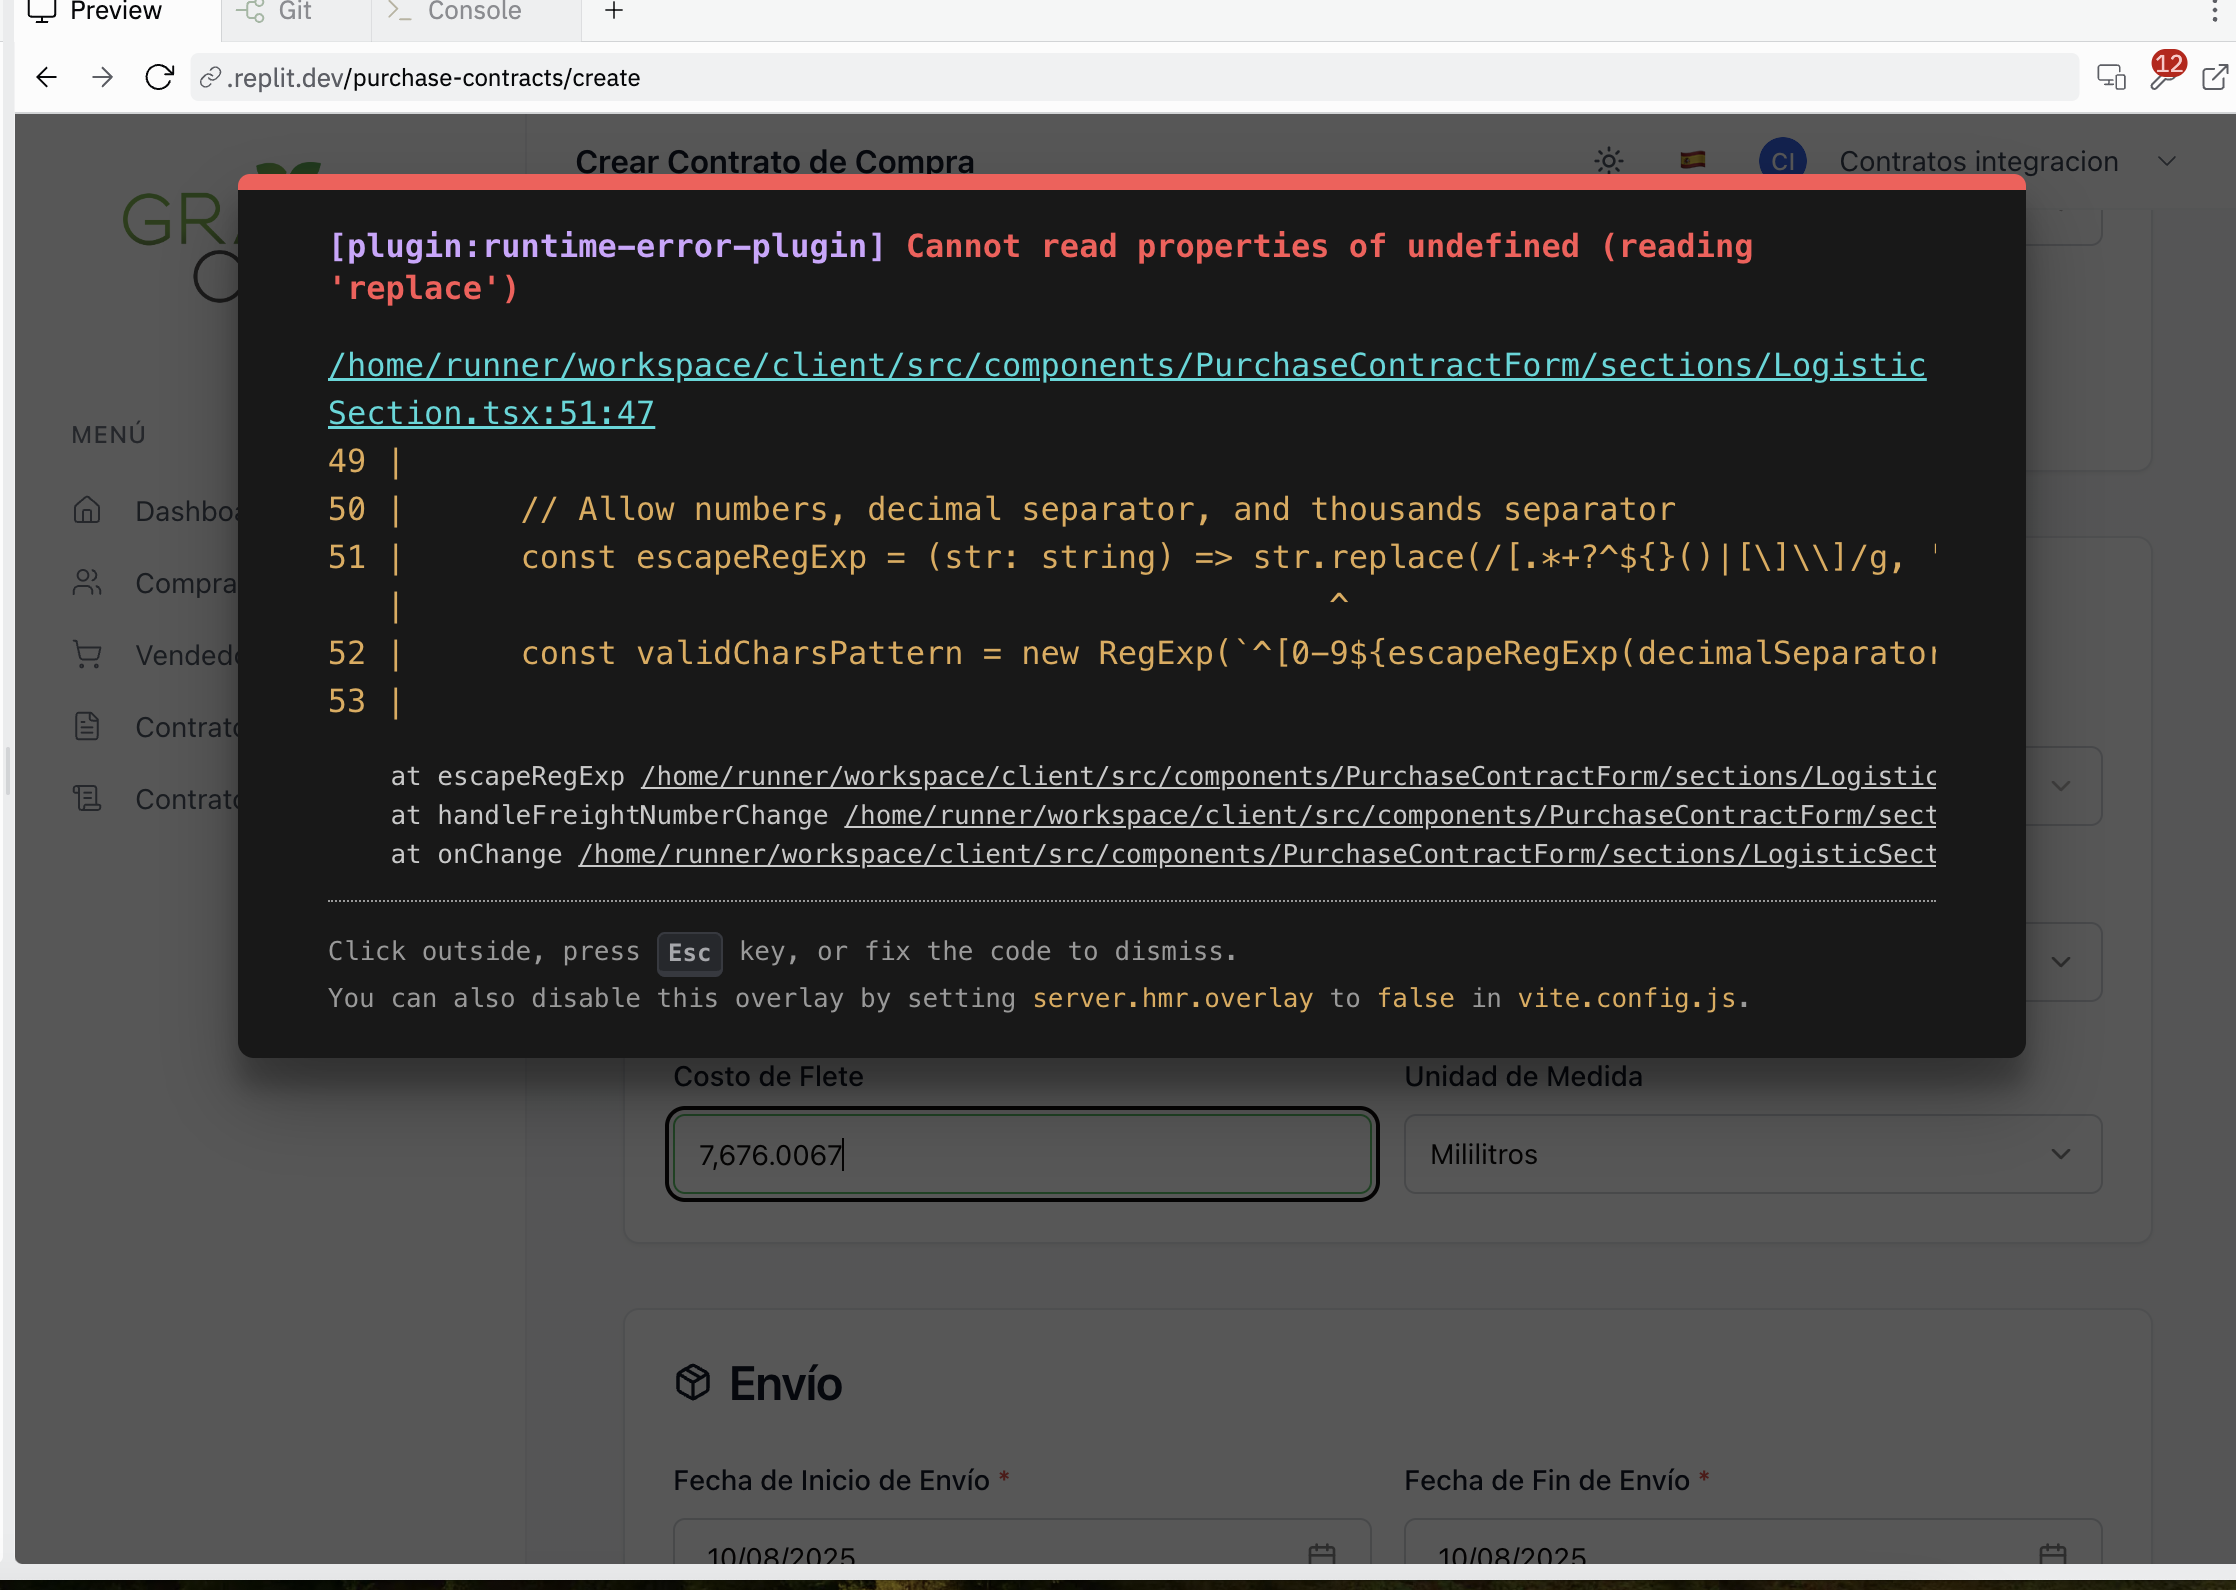 Preview
Git
Console
.replit.dev/purchase-contracts/create
12
Crear Contrato de Compra
CI
Contratos integracion
GR
[plugin:runtime-error-plugin] Cannot read properties of undefined (reading
'replace')
/home/runner/workspace/client/src/components/PurchaseContractForm/sections/Logistic
Section.tsx:51:47
49 |
50 |      // Allow numbers, decimal separator, and thousands separator
51 |      const escapeRegExp = (str: string) => str.replace(/[.*+?^${}()|[\]\\]/g, '
   |                                                ^
52 |      const validCharsPattern = new RegExp(`^[0-9${escapeRegExp(decimalSeparator
53 |
at escapeRegExp /home/runner/workspace/client/src/components/PurchaseContractForm/sections/Logistic
at handleFreightNumberChange /home/runner/workspace/client/src/components/PurchaseContractForm/sect
at onChange /home/runner/workspace/client/src/components/PurchaseContractForm/sections/LogisticSect
Click outside, press Esc key, or fix the code to dismiss.
You can also disable this overlay by setting server.hmr.overlay to false in vite.config.js.
MENÚ
Dashboa
Compra
Vended
Contrato
Contrato
Costo de Flete
Unidad de Medida
7,676.0067
Mililitros
Envío
Fecha de Inicio de Envío *
Fecha de Fin de Envío *
10/08/2025
10/08/2025